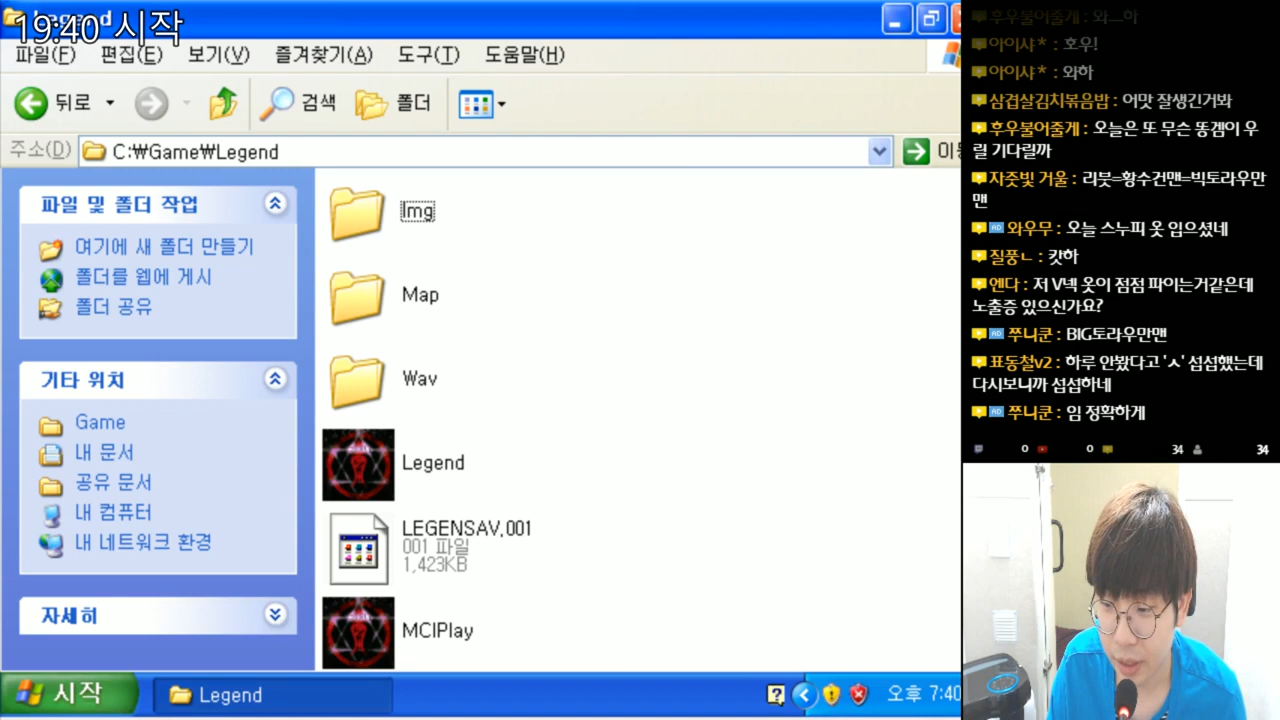 19:40 시작
Legend
파일(F) 편집(E) 보기(V) 즐겨찾기(A) 도구(T) 도움말(H)
뒤로 검색 폴더
주소(D) C:₩Game₩Legend
파일 및 폴더 작업
여기에 새 폴더 만들기
폴더를 웹에 게시
폴더 공유
기타 위치
Game
내 문서
공유 문서
내 컴퓨터
내 네트워크 환경
자세히
Img
Map
Wav
Legend
LEGENSAV,001
001 파일
1,423KB
MCIPlay
시작 Legend 오후 7:40
후우불어줄게 : 와ㅡ하
아이샤* : 호우!
아이샤* : 와하
삼겹살김치볶음밥 : 어맛 잘생긴거봐
후우불어줄게 : 오늘은 또 무슨 똥겜이 우
릴 기다릴까
자줏빛 거울 : 리붓=황수건맨=빅토라우만
맨
와우무 : 오늘 스누피 옷 입으셨네
질풍ㄴ : 캇하
엔다 : 저 V넥 옷이 점점 파이는거같은데
노출증 있으신가요?
쭈니쿤 : BIG토라우만맨
표동철v2 : 하루 안봤다고 'ㅅ' 섭섭했는데
다시보니까 섭섭하네
쭈니쿤 : 임 정확하게
0 0 34 34